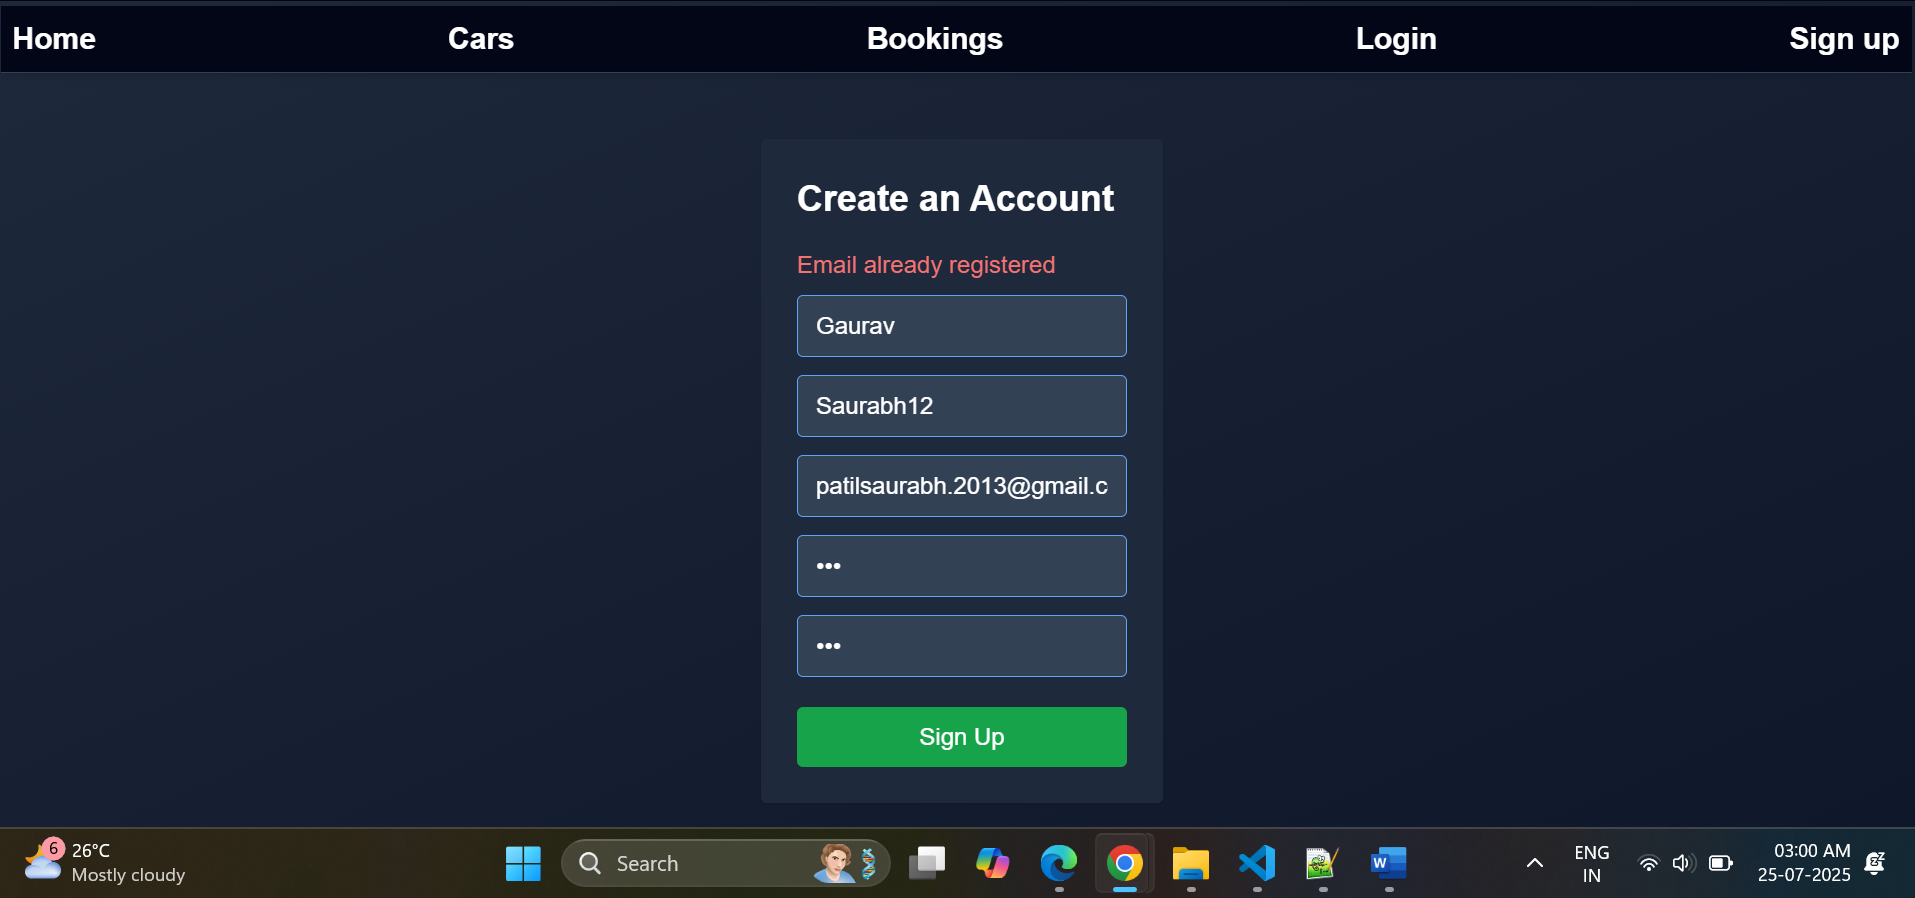 Home Cars Bookings Login Sign up
Create an Account
Email already registered
Gaurav
Saurabh12
patilsaurabh.2013@gmail.c
•••
•••
Sign Up
6
26°C
Mostly cloudy
Search
W
ENG
IN
03:00 AM
25-07-2025